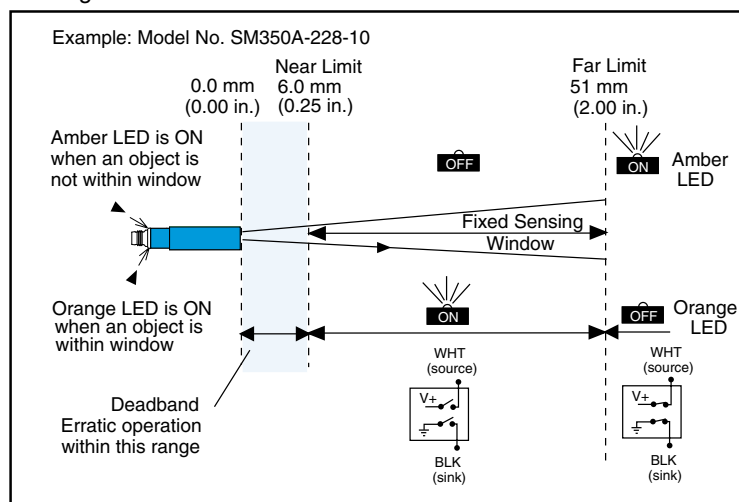 Example: Model No. SM350A-228-10
0.0 mm
(0.00 in.)
Near Limit
6.0 mm
(0.25 in.)
Far Limit
51 mm
(2.00 in.)
Amber LED is ON
when an object is
not within window
OFF
ON
Amber
LED
Fixed Sensing
Window
Orange LED is ON
when an object is
within window
ON
OFF
Orange
LED
Deadband
Erratic operation
within this range
WHT
(source)
V+
BLK
(sink)
WHT
(source)
V+
BLK
(sink)